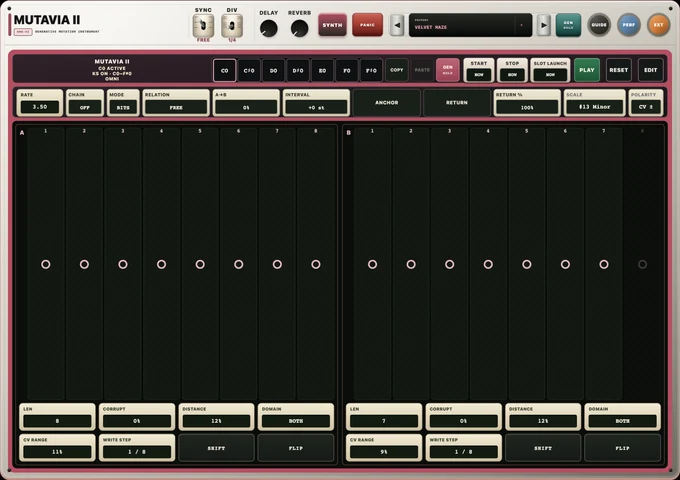 SYNC DIV DELAY REVERB
MUTAVIA II
GENERATIVE MUTATION INSTRUMENT
SYNTH PANIC
VELVET HAZE
GEN
GUIDE PERF EXT
FREE 1/4
MUTAVIA II
C0 ACTIVE
KS ON · C0–F#0
OMNI
C0 C#0 D0 D#0 E0 F0 F#0 COPY PASTE GEN
START NOW STOP NOW SLOT LAUNCH NOW
PLAY RESET EDIT
RATE CHAIN MODE RELATION A→B INTERVAL RETURN % SCALE POLARITY
3.50 OFF BITS FREE 0% +0 st ANCHOR RETURN 100% #13 Minor CV ±
A 1 2 3 4 5 6 7 8
B 1 2 3 4 5 6 7 8
LEN CORRUPT DISTANCE DOMAIN
8 0% 12% BOTH
CV RANGE WRITE STEP
11% 1 / 8 SHIFT FLIP
LEN CORRUPT DISTANCE DOMAIN
7 0% 12% BOTH
CV RANGE WRITE STEP
9% 1 / 8 SHIFT FLIP